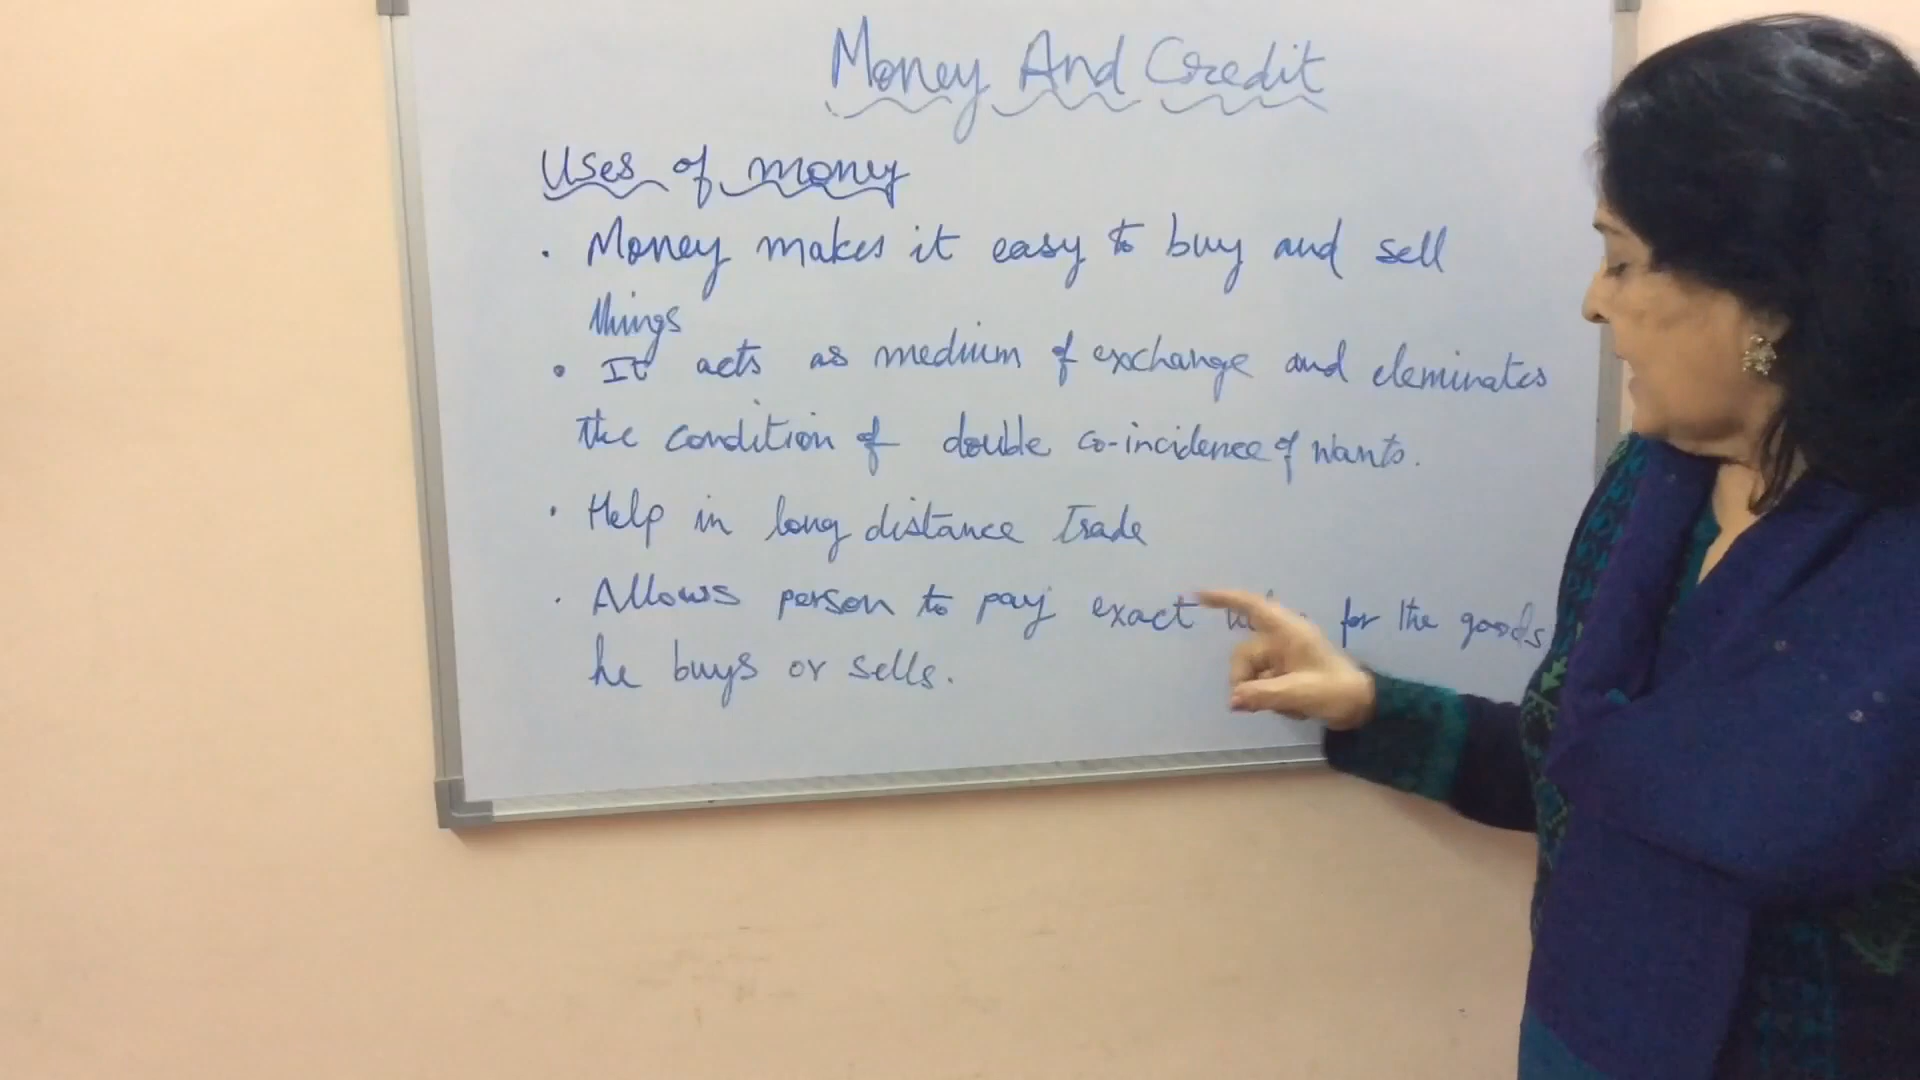 Money And Credit
Uses of money
· Money makes it easy to buy and sell
things
· It acts as medium of exchange and eleminates
the condition of double co-incidence of wants.
· Help in long distance trade
· Allows person to pay exact for the goods
he buys or sells.